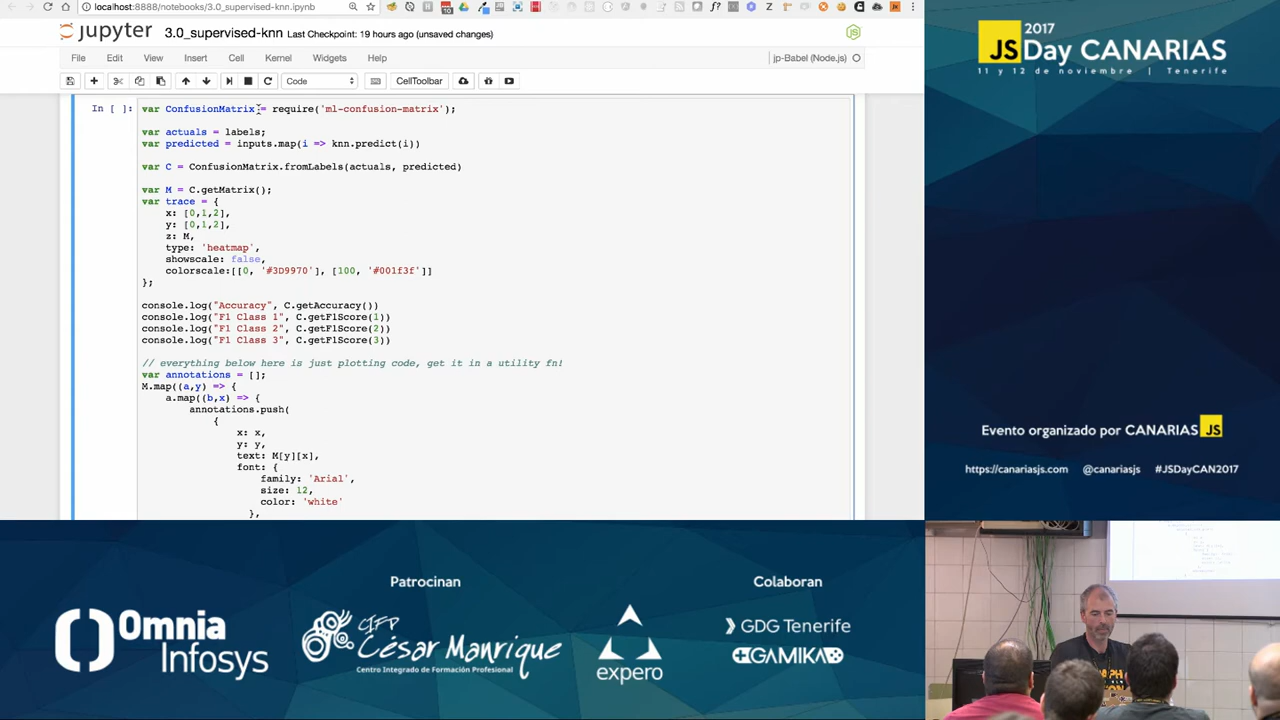 localhost:8888/notebooks/3.0_supervised-knn.ipynb
jupyter
3.0_supervised-knn Last Checkpoint: 19 hours ago (unsaved changes)
File Edit View Insert Cell Kernel Widgets Help
jp-Babel (Node.js)
Code
CellToolbar
In [ ]:
var ConfusionMatrix = require('ml-confusion-matrix');
var actuals = labels;
var predicted = inputs.map(i => knn.predict(i))
var C = ConfusionMatrix.fromLabels(actuals, predicted)
var M = C.getMatrix();
var trace = {
x: [0,1,2],
y: [0,1,2],
z: M,
type: 'heatmap',
showscale: false,
colorscale:[[0, '#3D9970'], [100, '#001f3f']]
};
console.log("Accuracy", C.getAccuracy())
console.log("F1 Class 1", C.getF1Score(1))
console.log("F1 Class 2", C.getF1Score(2))
console.log("F1 Class 3", C.getF1Score(3))
// everything below here is just plotting code, get it in a utility fn!
var annotations = [];
M.map((a,y) => {
a.map((b,x) => {
annotations.push(
{
x: x,
y: y,
text: M[y][x],
font: {
family: 'Arial',
size: 12,
color: 'white'
},
JS
2017
JSDay CANARIAS
11 y 12 de noviembre | Tenerife
Evento organizado por CANARIAS JS
https://canariasjs.com @canariasjs #JSDayCAN2017
Patrocinan
Omnia
Infosys
CIFP
César Manrique
Centro Integrado de Formación Profesional
expero
Colaboran
GDG Tenerife
GAMIKA